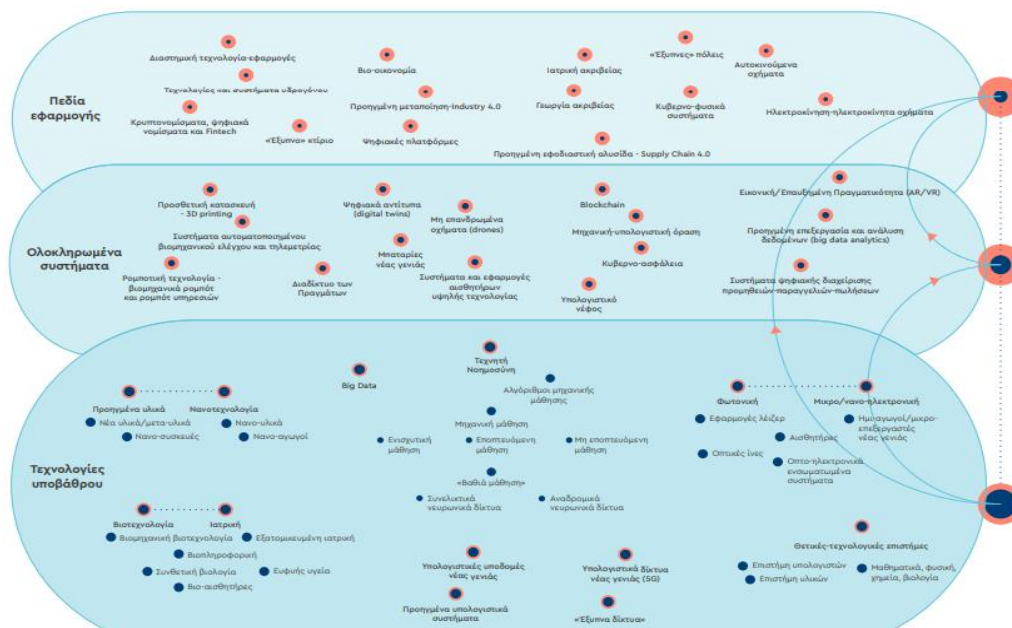 Διαστημική τεχνολογία-εφαρμογές
Βιο-οικονομία
Ιατρική ακριβείας
«Έξυπνες» πόλεις
Αυτοκινούμενα
οχήματα
Τεχνολογίες και συστήματα υδρογόνου
Πεδία
εφαρμογής
Προηγμένη μεταποίηση-Industry 4.0
Γεωργία ακριβείας
Κυβερνο-φυσικά
συστήματα
Ηλεκτροκίνηση-ηλεκτροκίνητα οχήματα
Κρυπτονομίσματα, ψηφιακά
νομίσματα και Fintech
«Έξυπνο» κτίριο
Ψηφιακές πλατφόρμες
Προηγμένη εφοδιαστική αλυσίδα - Supply Chain 4.0
Προσθετική κατασκευή
- 3D printing
Ψηφιακά αντίτυπα
(digital twins)
Μη επανδρωμένα
οχήματα (drones)
Blockchain
Εικονική/Επαυξημένη Πραγματικότητα (AR/VR)
Ολοκληρωμένα
συστήματα
Συστήματα αυτοματοποιημένου
βιομηχανικού ελέγχου και τηλεμετρίας
Μηχανική-υπολογιστική όραση
Προηγμένη επεξεργασία και ανάλυση
δεδομένων (big data analytics)
Μπαταρίες
νέας γενιάς
Κυβερο-ασφάλεια
Ρομποτική τεχνολογία -
βιομηχανικά ρομπότ
και ρομπότ υπηρεσιών
Διαδίκτυο των
Πραγμάτων
Συστήματα και εφαρμογές
αισθητήρων
υψηλής τεχνολογίας
Υπολογιστικό
νέφος
Συστήματα ψηφιακής διαχείρισης
προμηθειών-παραγγελιών-πωλήσεων
Τεχνολογίες
υποβάθρου
Big Data
Τεχνητή
Νοημοσύνη
Αλγόριθμοι μηχανικής
μάθησης
Μηχανική μάθηση
Ενισχυτική
μάθηση
Εποπτευόμενη
μάθηση
Μη εποπτευόμενη
μάθηση
«Βαθιά μάθηση»
Συνελικτικά
νευρωνικά δίκτυα
Αναδρομικά
νευρωνικά δίκτυα
Προηγμένα υλικά
Νανοτεχνολογία
Νέα υλικά/μετα-υλικά
Νανο-υλικά
Νανο-συσκευές
Νανο-αγωγοί
Φωτονική
Μικρο/νανο-ηλεκτρονική
Εφαρμογές λέιζερ
Ημι-αγωγοί/μικρο-
επεξεργαστές
νέας γενιάς
Αισθητήρες
Οπτικές ίνες
Οπτο-ηλεκτρονικά
ενσωματωμένα
συστήματα
Βιοτεχνολογία
Ιατρική
Βιομηχανική βιοτεχνολογία
Εξατομικευμένη ιατρική
Βιοπληροφορική
Συνθετική βιολογία
Ευφυής υγεία
Βιο-αισθητήρες
Υπολογιστικές υποδομές
νέας γενιάς
Υπολογιστικά δίκτυα
νέας γενιάς (5G)
Προηγμένα υπολογιστικά
συστήματα
«Έξυπνα δίκτυα»
Θετικές-τεχνολογικές επιστήμες
Επιστήμη υπολογιστών
Επιστήμη υλικών
Μαθηματικά, φυσική,
χημεία, βιολογία